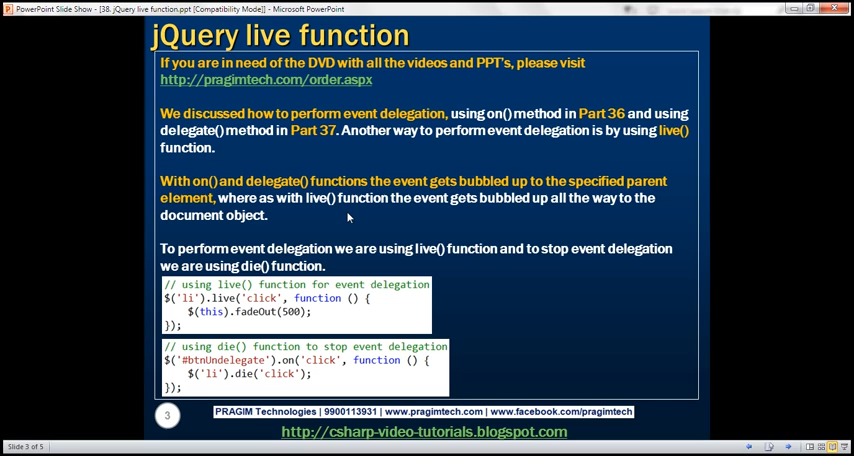 PowerPoint Slide Show - [38. jQuery live function.ppt [Compatibility Mode]] - Microsoft PowerPoint
jQuery live function
If you are in need of the DVD with all the videos and PPT's, please visit
http://pragimtech.com/order.aspx
We discussed how to perform event delegation, using on() method in Part 36 and using
delegate() method in Part 37. Another way to perform event delegation is by using live()
function.
With on() and delegate() functions the event gets bubbled up to the specified parent
element, where as with live() function the event gets bubbled up all the way to the
document object.
To perform event delegation we are using live() function and to stop event delegation
we are using die() function.
// using live() function for event delegation
$('li').live('click', function () {
$(this).fadeOut(500);
});
// using die() function to stop event delegation
$('#btnUndelegate').on('click', function () {
$('li').die('click');
});
3
PRAGIM Technologies | 9900113931 | www.pragimtech.com | www.facebook.com/pragimtech
http://csharp-video-tutorials.blogspot.com
Slide 3 of 5